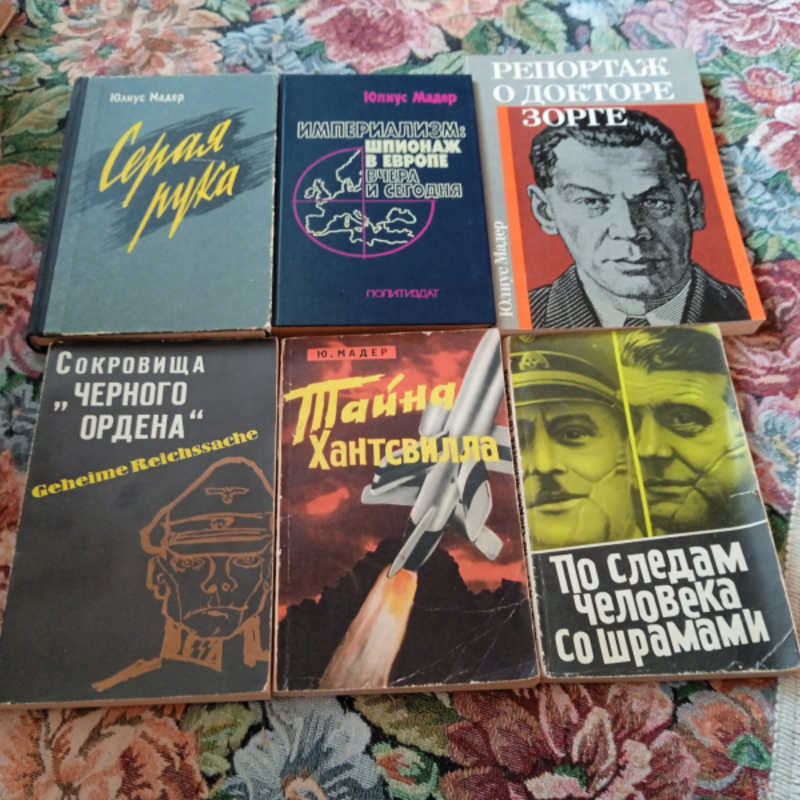 Юлиус Мадер
Серая
рука
Юлиус Мадер
ИМПЕРИАЛИЗМ:
ШПИОНАЖ
В ЕВРОПЕ
ВЧЕРА
И СЕГОДНЯ
ПОЛИТИЗДАТ
РЕПОРТАЖ
О ДОКТОРЕ
ЗОРГЕ
Юлиус Мадер
СОКРОВИЩА
„ЧЕРНОГО
ОРДЕНА“
Geheime Reichssache
Ю. МАДЕР
Тайна
Хантсвилла
По следам
человека
со шрамами